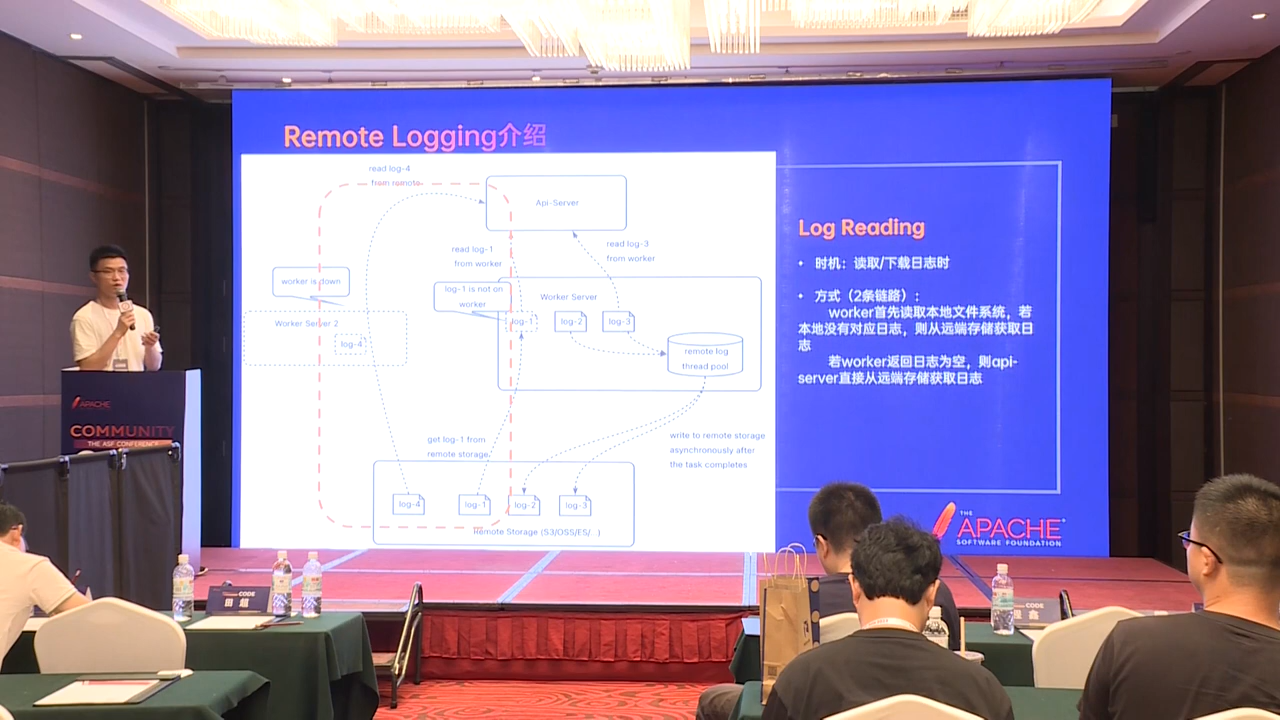 Remote Logging介绍
read log-4
from remote
Api-Server
read log-1
from worker
read log-3
from worker
worker is down
log-1 is not on
worker
Worker Server
log-1
log-2
log-3
Worker Server 2
log-4
remote log
thread pool
get log-1 from
remote storage
write to remote storage
asynchronously after
the task completes
log-4
log-1
log-2
log-3
Remote Storage (S3/OSS/ES/..)
Log Reading
• 时机：读取/下载日志时
• 方式（2条链路）：
worker首先读取本地文件系统，若
本地没有对应日志，则从远端存储获取日
志
若worker返回日志为空，则api-
server直接从远端存储获取日志
THE
APACHE
SOFTWARE FOUNDATION
APACHE
COMMUNITY
THE ASF CONFERENCE
CODE
田 超
CODE